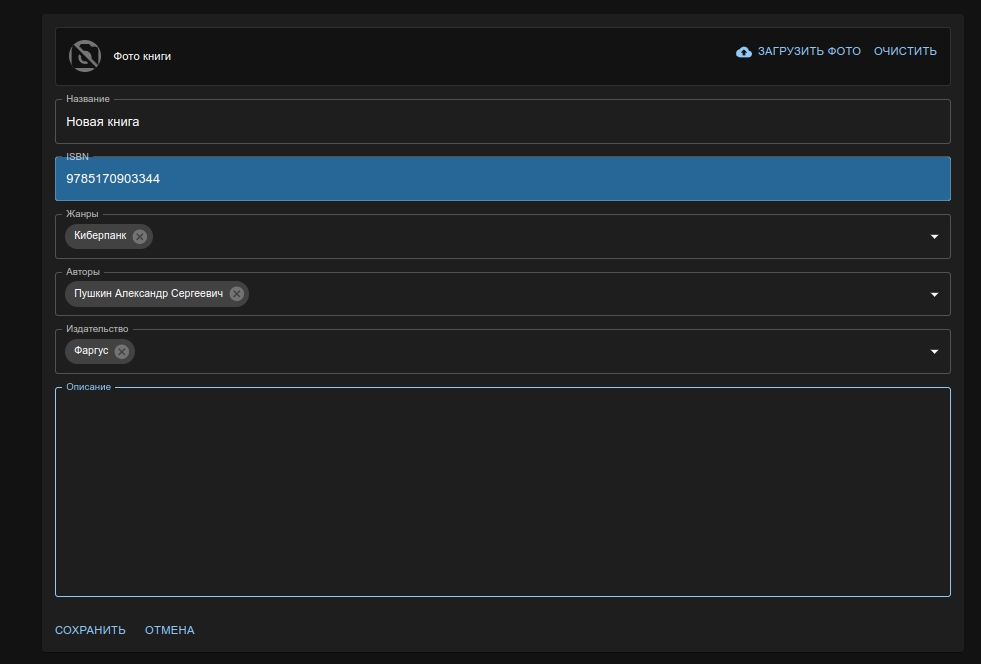 Фото книги
ЗАГРУЗИТЬ ФОТО ОЧИСТИТЬ
Название
Новая книга
ISBN
9785170903344
Жанры
Киберпанк
Авторы
Пушкин Александр Сергеевич
Издательство
Фаргус
Описание
СОХРАНИТЬ ОТМЕНА